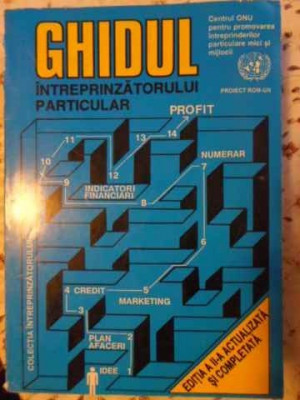 GHIDUL
ÎNTREPRINZĂTORULUI
PARTICULAR
Centrul ONU
pentru promovarea
întreprinderilor
particulare mici și
mijlocii
PROIECT ROM-UN
PROFIT
14
13
12
11
10
9
8
7
NUMERAR
INDICATORI
FINANCIARI
6
5
4 CREDIT
MARKETING
3
PLAN
AFACERI
2
IDEE
1
COLECȚIA ÎNTREPRINZĂTORULUI
EDIȚIA A II-A ACTUALIZATĂ
ȘI COMPLETATĂ